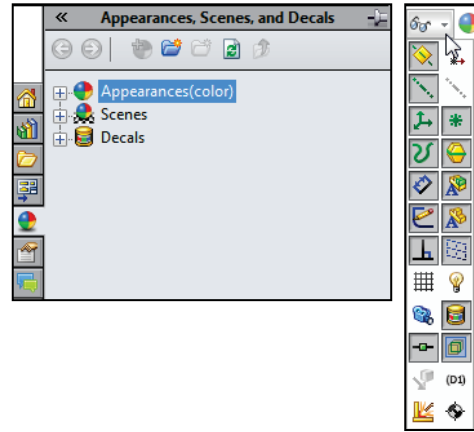 « Appearances, Scenes, and Decals
Appearances(color)
Scenes
Decals
(D1)